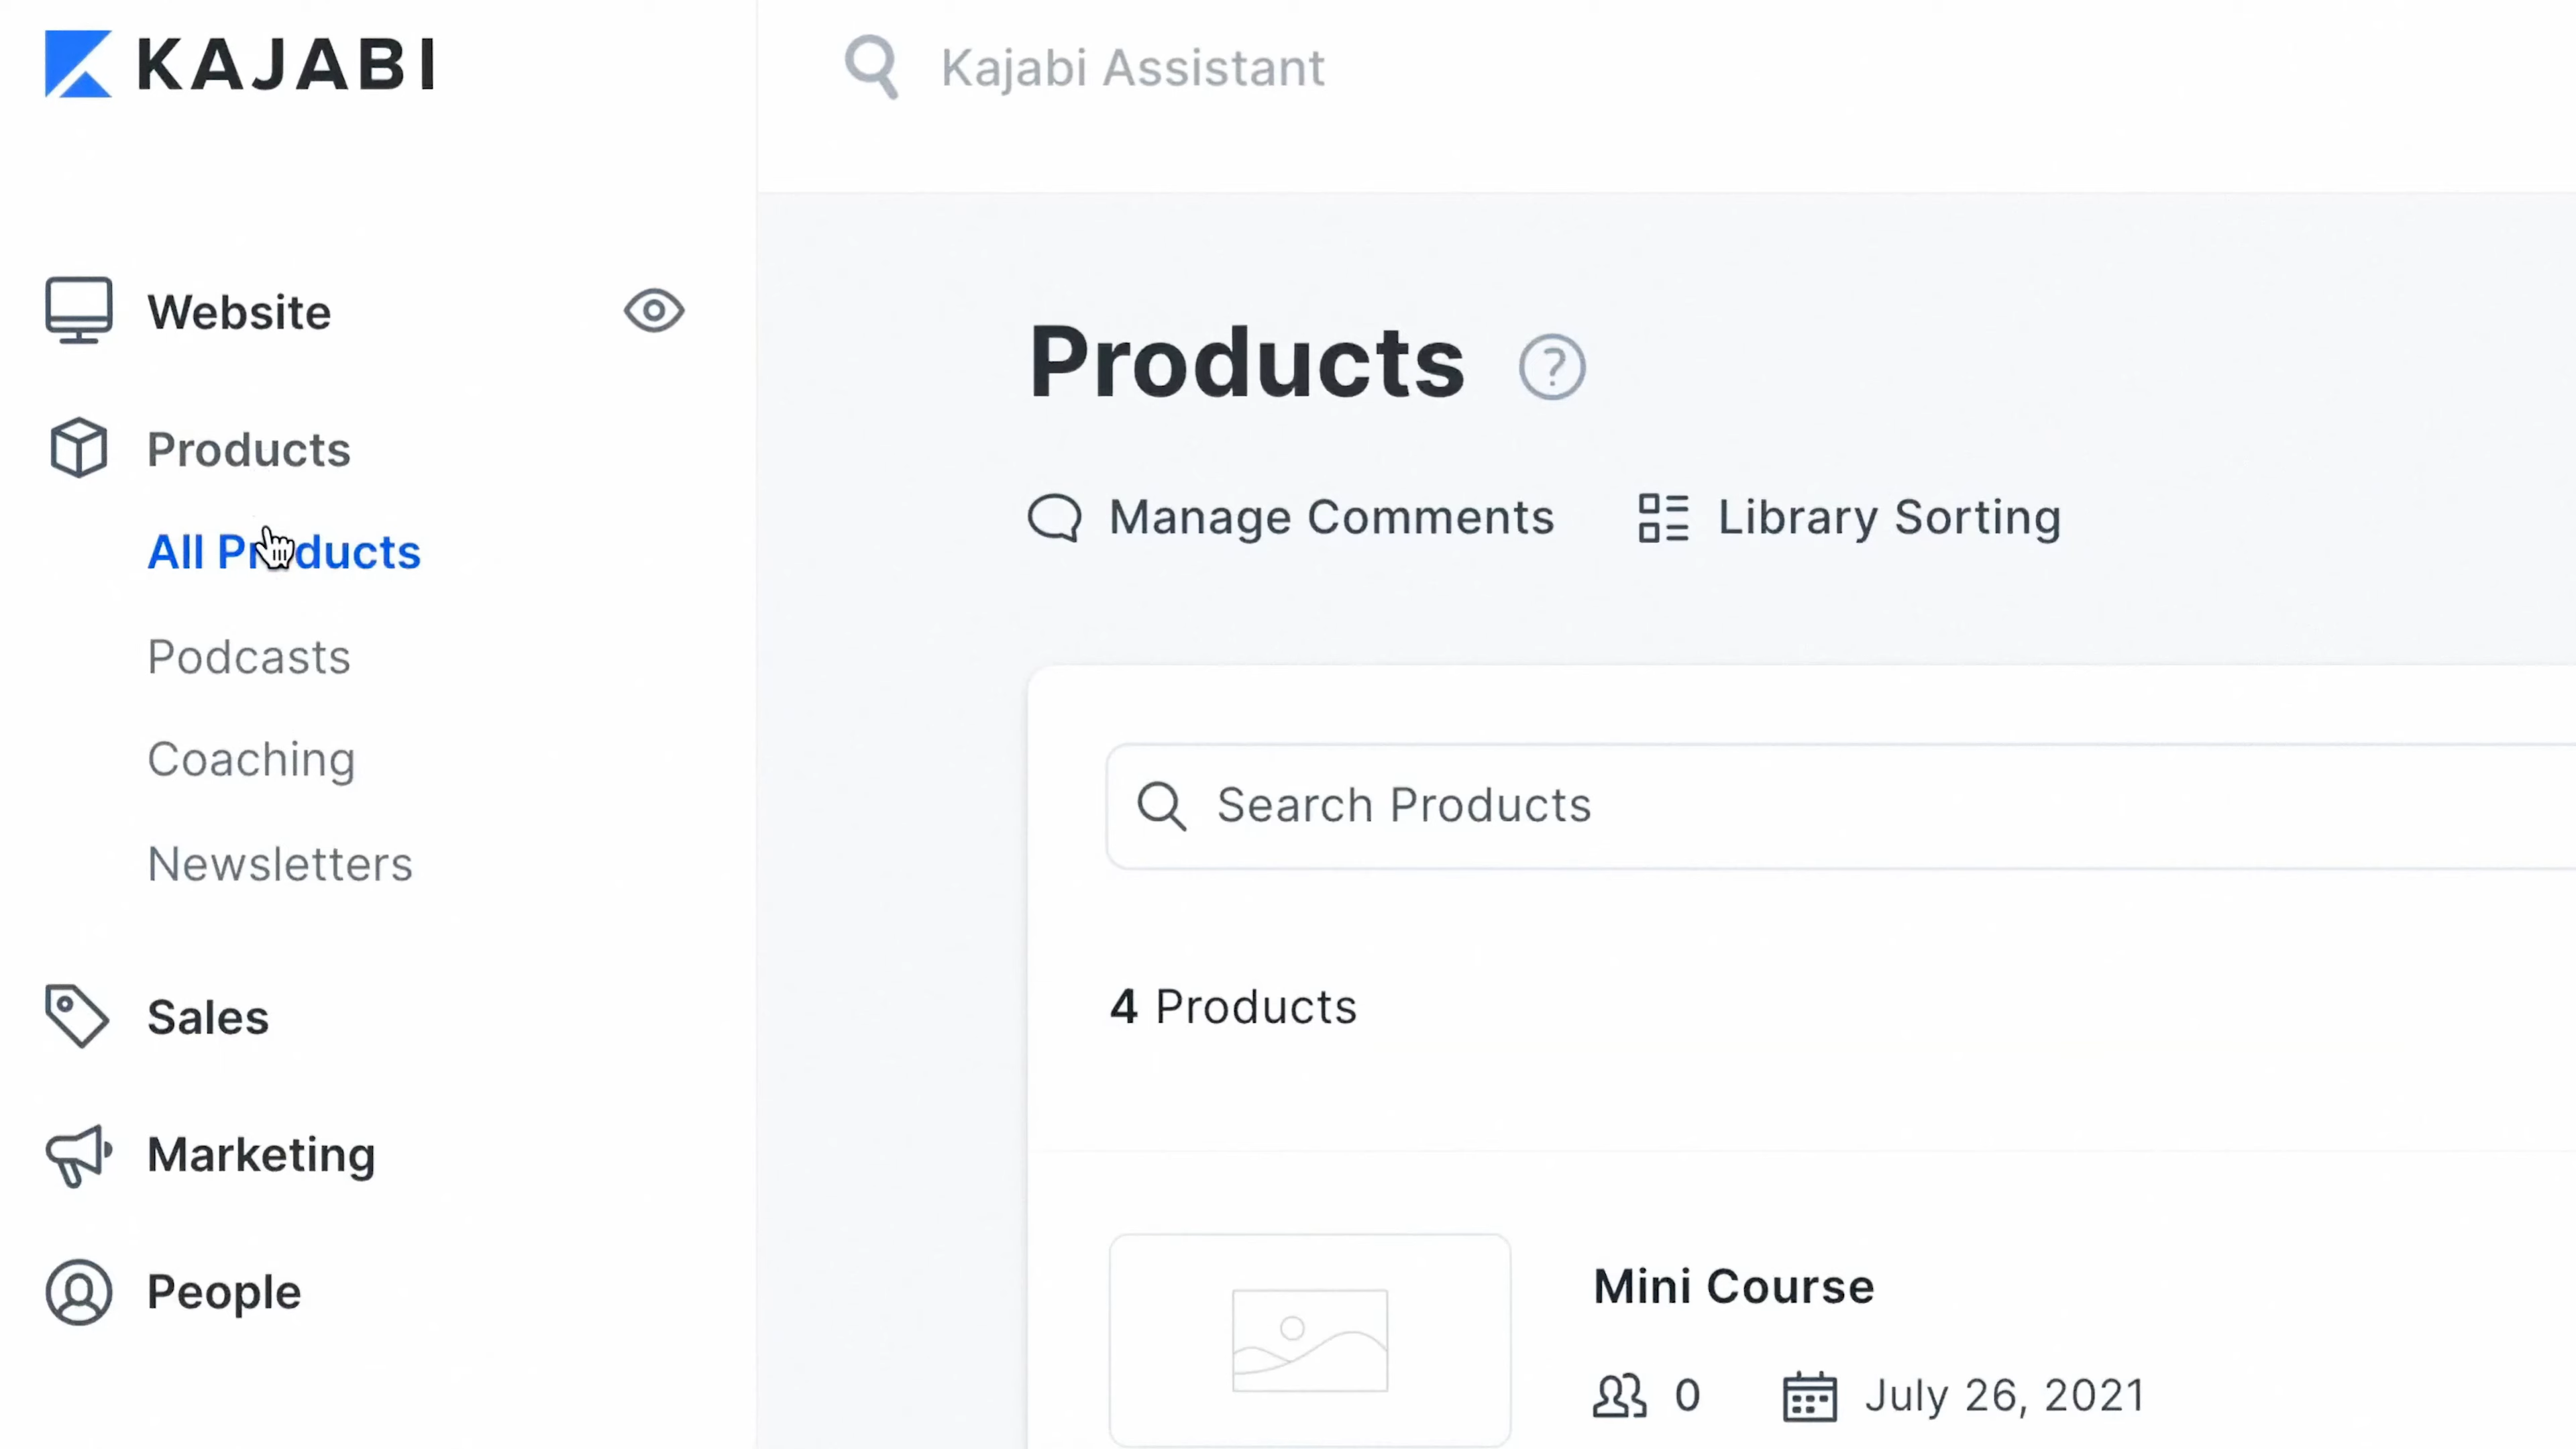 KAJABI
Kajabi Assistant
Website
Products
All Products
Podcasts
Coaching
Newsletters
Sales
Marketing
People
Products ?
Manage Comments
Library Sorting
Search Products
4 Products
Mini Course
0
July 26, 2021